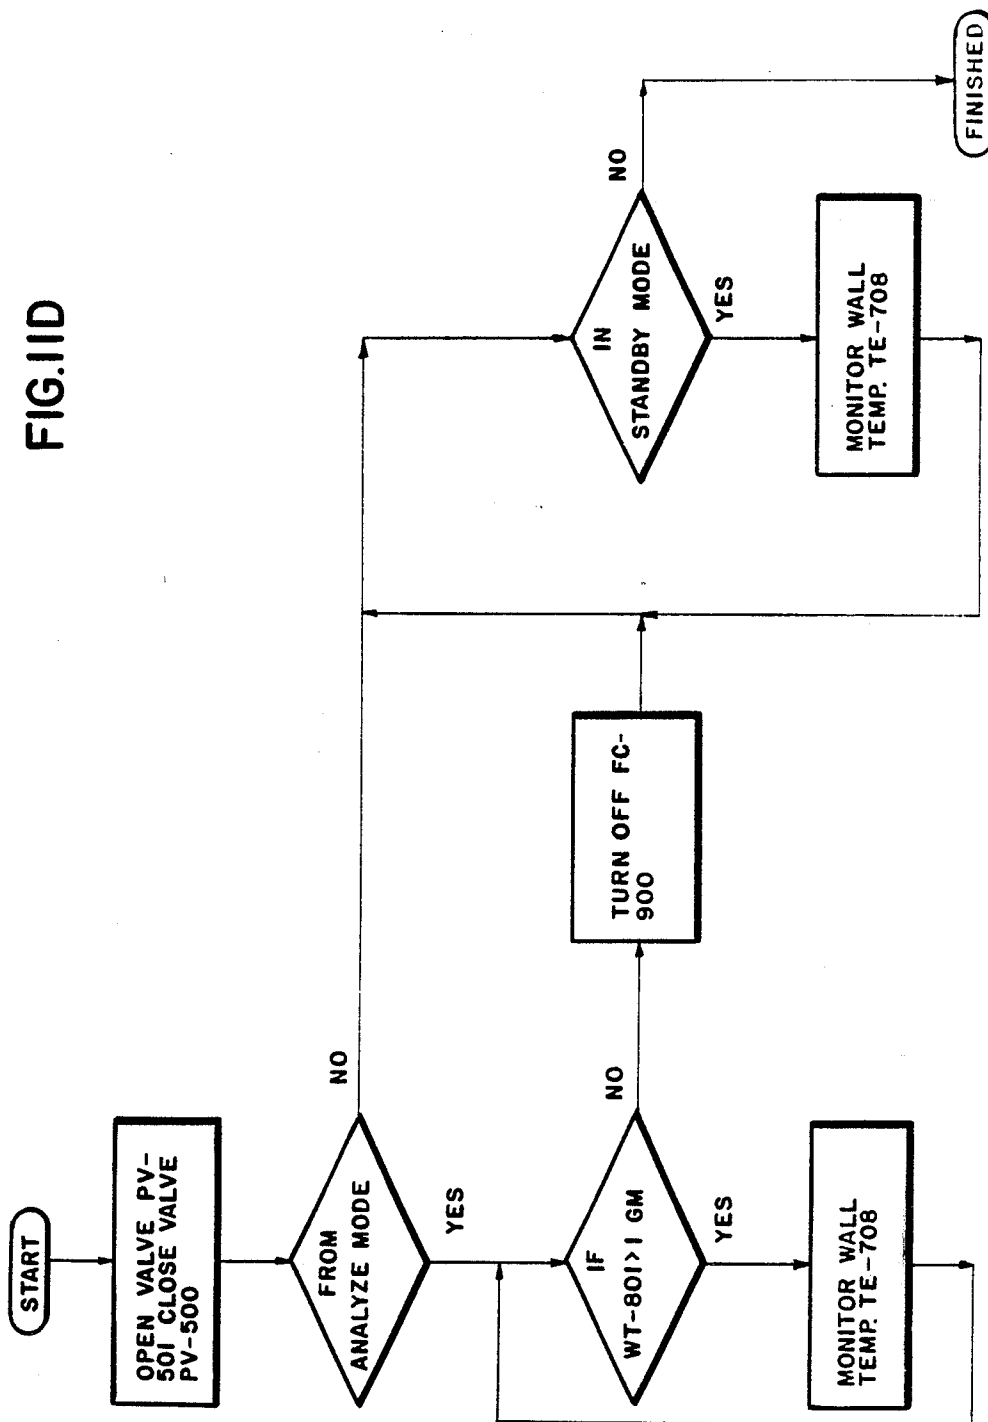 FIG.11D
START
OPEN VALVE PV-
501 CLOSE VALVE
PV-500
FROM
ANALYZE MODE
NO
YES
IF
WT-801>1 GM
NO
YES
MONITOR WALL
TEMP. TE-708
TURN OFF FC-
900
IN
STANDBY MODE
NO
YES
MONITOR WALL
TEMP. TE-708
FINISHED